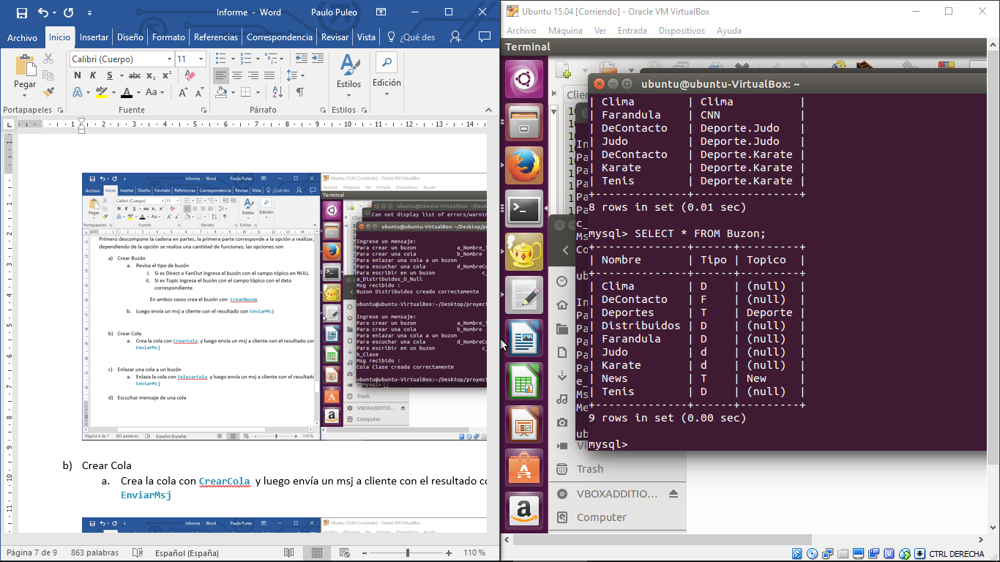 Informe - Word
Paulo Puleo
Archivo Inicio Insertar Diseño Formato Referencias Correspondencia Revisar Vista ¿Qué des
Calibri (Cuerpo) 11
Pegar
N K S abc x₂ x²
A aby A Aa A A
Estilos
Edición
Portapapeles Fuente Párrafo Estilos
Informe - Word Paulo Puleo
Archivo Inicio Insertar Diseño Formato Referencias Correspondencia Revisar Vista ¿Qué des
Calibri (Cuerpo) 11
Pegar
Estilos Edición
Portapapeles Fuente Párrafo Estilos
Primero descompone la cadena en partes, la primera parte corresponde a la opción a realizar,
dependiendo de la opción se realiza una cantidad de funciones, las opciones son
a) Crear Buzón
a. Revisa el tipo de buzón
i. Si es Direct o FanOut ingresa el buzón con el campo tópico en NULL
ii. Si es Topic ingresa el buzón con el campo tópico con el dato
correspondiente
En ambos casos crea el buzón con CrearBuzon
b. Luego envía un msj a cliente con el resultado con EnviarMsj
b) Crear Cola
a. Crea la cola con CrearCola y luego envía un msj a cliente con el resultado con
EnviarMsj
c) Enlazar una cola a un buzón
a. Enlaza la cola con EnlazarCola y luego envía un msj a cliente con el resultado
EnviarMsj
d) Escuchar mensaje de una cola
Página 6 de 7 863 palabras Español (España) 110 %
Ubuntu 15.04 [Corriendo] - Oracle VM VirtualBox
Archivo Máquina Ver Entrada Dispositivos Ayuda
Terminal
ubuntu@ubuntu-VirtualBox: ~/De
Can not display list of errors/warnin
ubuntu@ubuntu-VirtualBox: ~/Desktop/pro
Ingrese un mensaje:
Para crear un buzon a_Nombre_T
Para crear una cola b_Nombre
Para enlazar una cola a un buzon
Para escuchar una cola d_NombreCo
Para escribir en un buzon c_
a_Distribuidos_D_Null
Msg recibido :
Buzon Distribuidos creado correctamente
ubuntu@ubuntu-VirtualBox:~/Desktop/proyect
Ingrese un mensaje:
Para crear un buzon a_Nombre_T
Para crear una cola b_Nombre
Para enlazar una cola a un buzon
Para escuchar una cola d_NombreCo
Para escribir en un buzon c_
b_Clase
Msg recibido :
Cola Clase creada correctamente
ubuntu@ubuntu-VirtualBox:~/Desktop/proyect
mysql>
Trash
VBOXADDITIO...
Computer
b) Crear Cola
a. Crea la cola con CrearCola y luego envía un msj a cliente con el resultado co
EnviarMsj
Informe - Word Paulo Puleo
Ubuntu 15.04 [Corriendo] - Oracle VM VirtualBox
Página 7 de 9 863 palabras Español (España) 110 %
Ubuntu 15.04 [Corriendo] - Oracle VM VirtualBox
Archivo Máquina Ver Entrada Dispositivos Ayuda
Terminal
ubuntu@ubuntu-VirtualBox: ~
| Clima | Clima |
| Farandula | CNN |
| DeContacto | Deporte.Judo |
| Judo | Deporte.Judo |
| DeContacto | Deporte.Karate |
| Karate | Deporte.Karate |
| Tenis | Deporte.Karate |
+--------------+----------------+
8 rows in set (0.01 sec)
mysql> SELECT * FROM Buzon;
+--------------+------+---------+
| Nombre | Tipo | Topico |
+--------------+------+---------+
| Clima | D | (null) |
| DeContacto | F | (null) |
| Deportes | T | Deporte |
| Distribuidos | D | (null) |
| Farandula | D | (null) |
| Judo | d | (null) |
| Karate | d | (null) |
| News | T | New |
| Tenis | D | (null) |
+--------------+------+---------+
9 rows in set (0.00 sec)
mysql>
Trash
VBOXADDITIO...
Computer
CTRL DERECHA